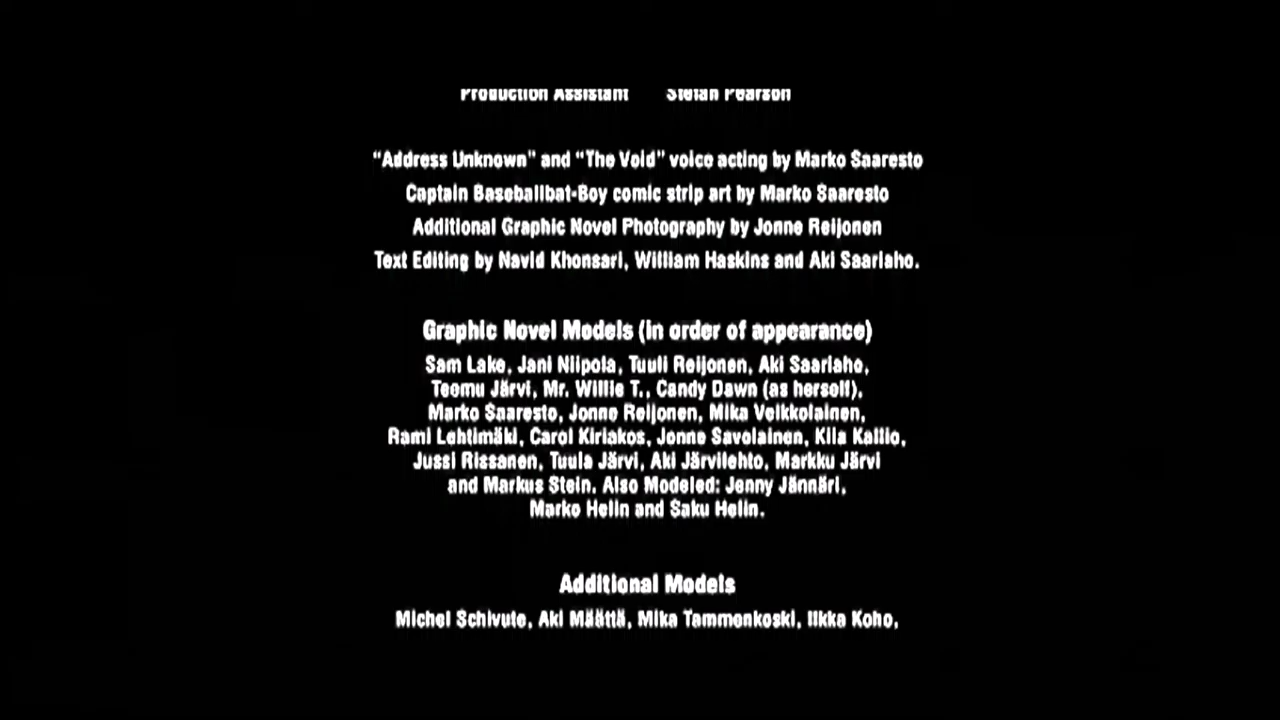 Production Assistant Stefan Pearson
“Address Unknown” and “The Void” voice acting by Marko Saaresto
Captain Baseballbat-Boy comic strip art by Marko Saaresto
Additional Graphic Novel Photography by Jonne Reijonen
Text Editing by Navid Khonsari, William Haskins and Aki Saariaho.
Graphic Novel Models (in order of appearance)
Sam Lake, Jani Niipola, Tuuli Reijonen, Aki Saariaho,
Teemu Järvi, Mr. Willie T., Candy Dawn (as herself),
Marko Saaresto, Jonne Reijonen, Mika Veikkolainen,
Rami Lehtimäki, Carol Kiriakos, Jonne Savolainen, Kiia Kallio,
Jussi Rissanen, Tuula Järvi, Aki Järvilehto, Markku Järvi
and Markus Stein. Also Modeled: Jenny Jännäri,
Marko Helin and Saku Helin.
Additional Models
Michel Schivute, Aki Määttä, Mika Tammenkoski, Ilkka Koho,